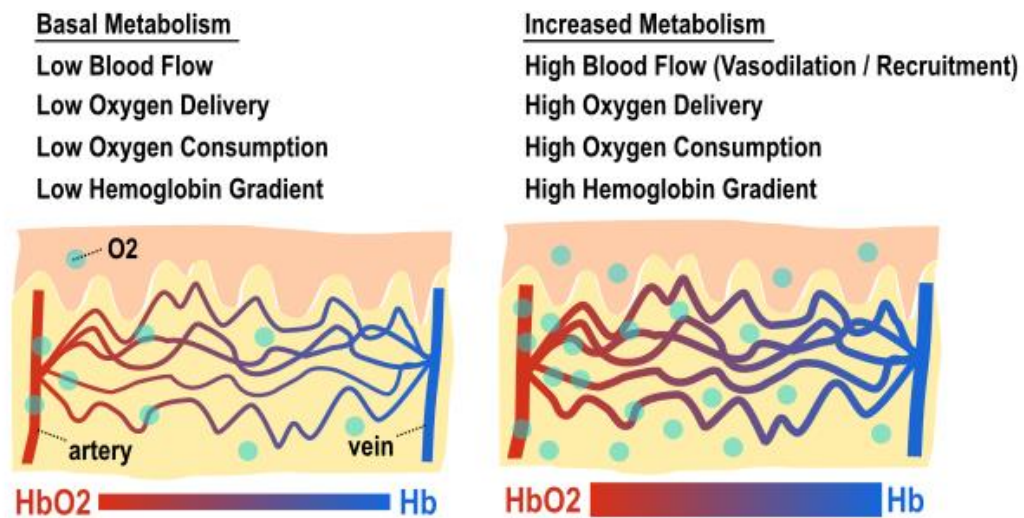 Basal Metabolism
Low Blood Flow
Low Oxygen Delivery
Low Oxygen Consumption
Low Hemoglobin Gradient
O2
artery
vein
HbO2
Hb
Increased Metabolism
High Blood Flow (Vasodilation / Recruitment)
High Oxygen Delivery
High Oxygen Consumption
High Hemoglobin Gradient
HbO2
Hb